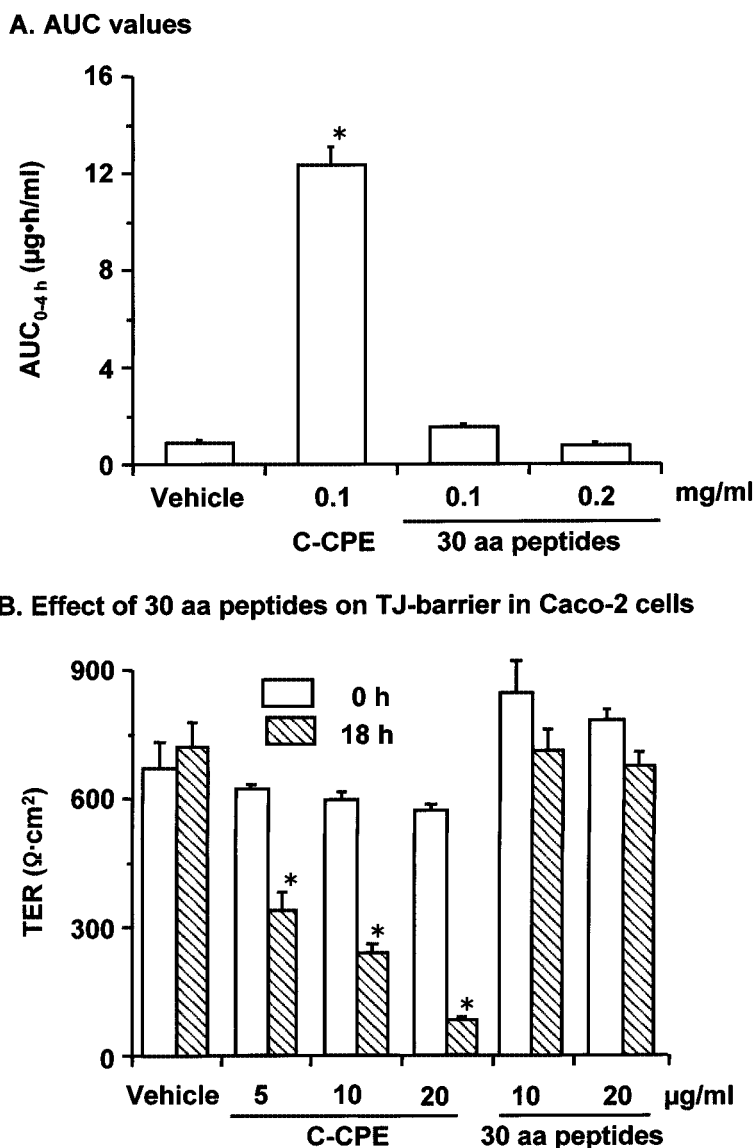 A. AUC values
16
12
8
4
0
AUC0-4 h (µg•h/ml)
*
Vehicle 0.1 0.1 0.2 mg/ml
C-CPE 30 aa peptides
B. Effect of 30 aa peptides on TJ-barrier in Caco-2 cells
900
600
300
0
TER (Ω·cm²)
0 h
18 h
*
*
*
Vehicle 5 10 20 10 20 µg/ml
C-CPE 30 aa peptides